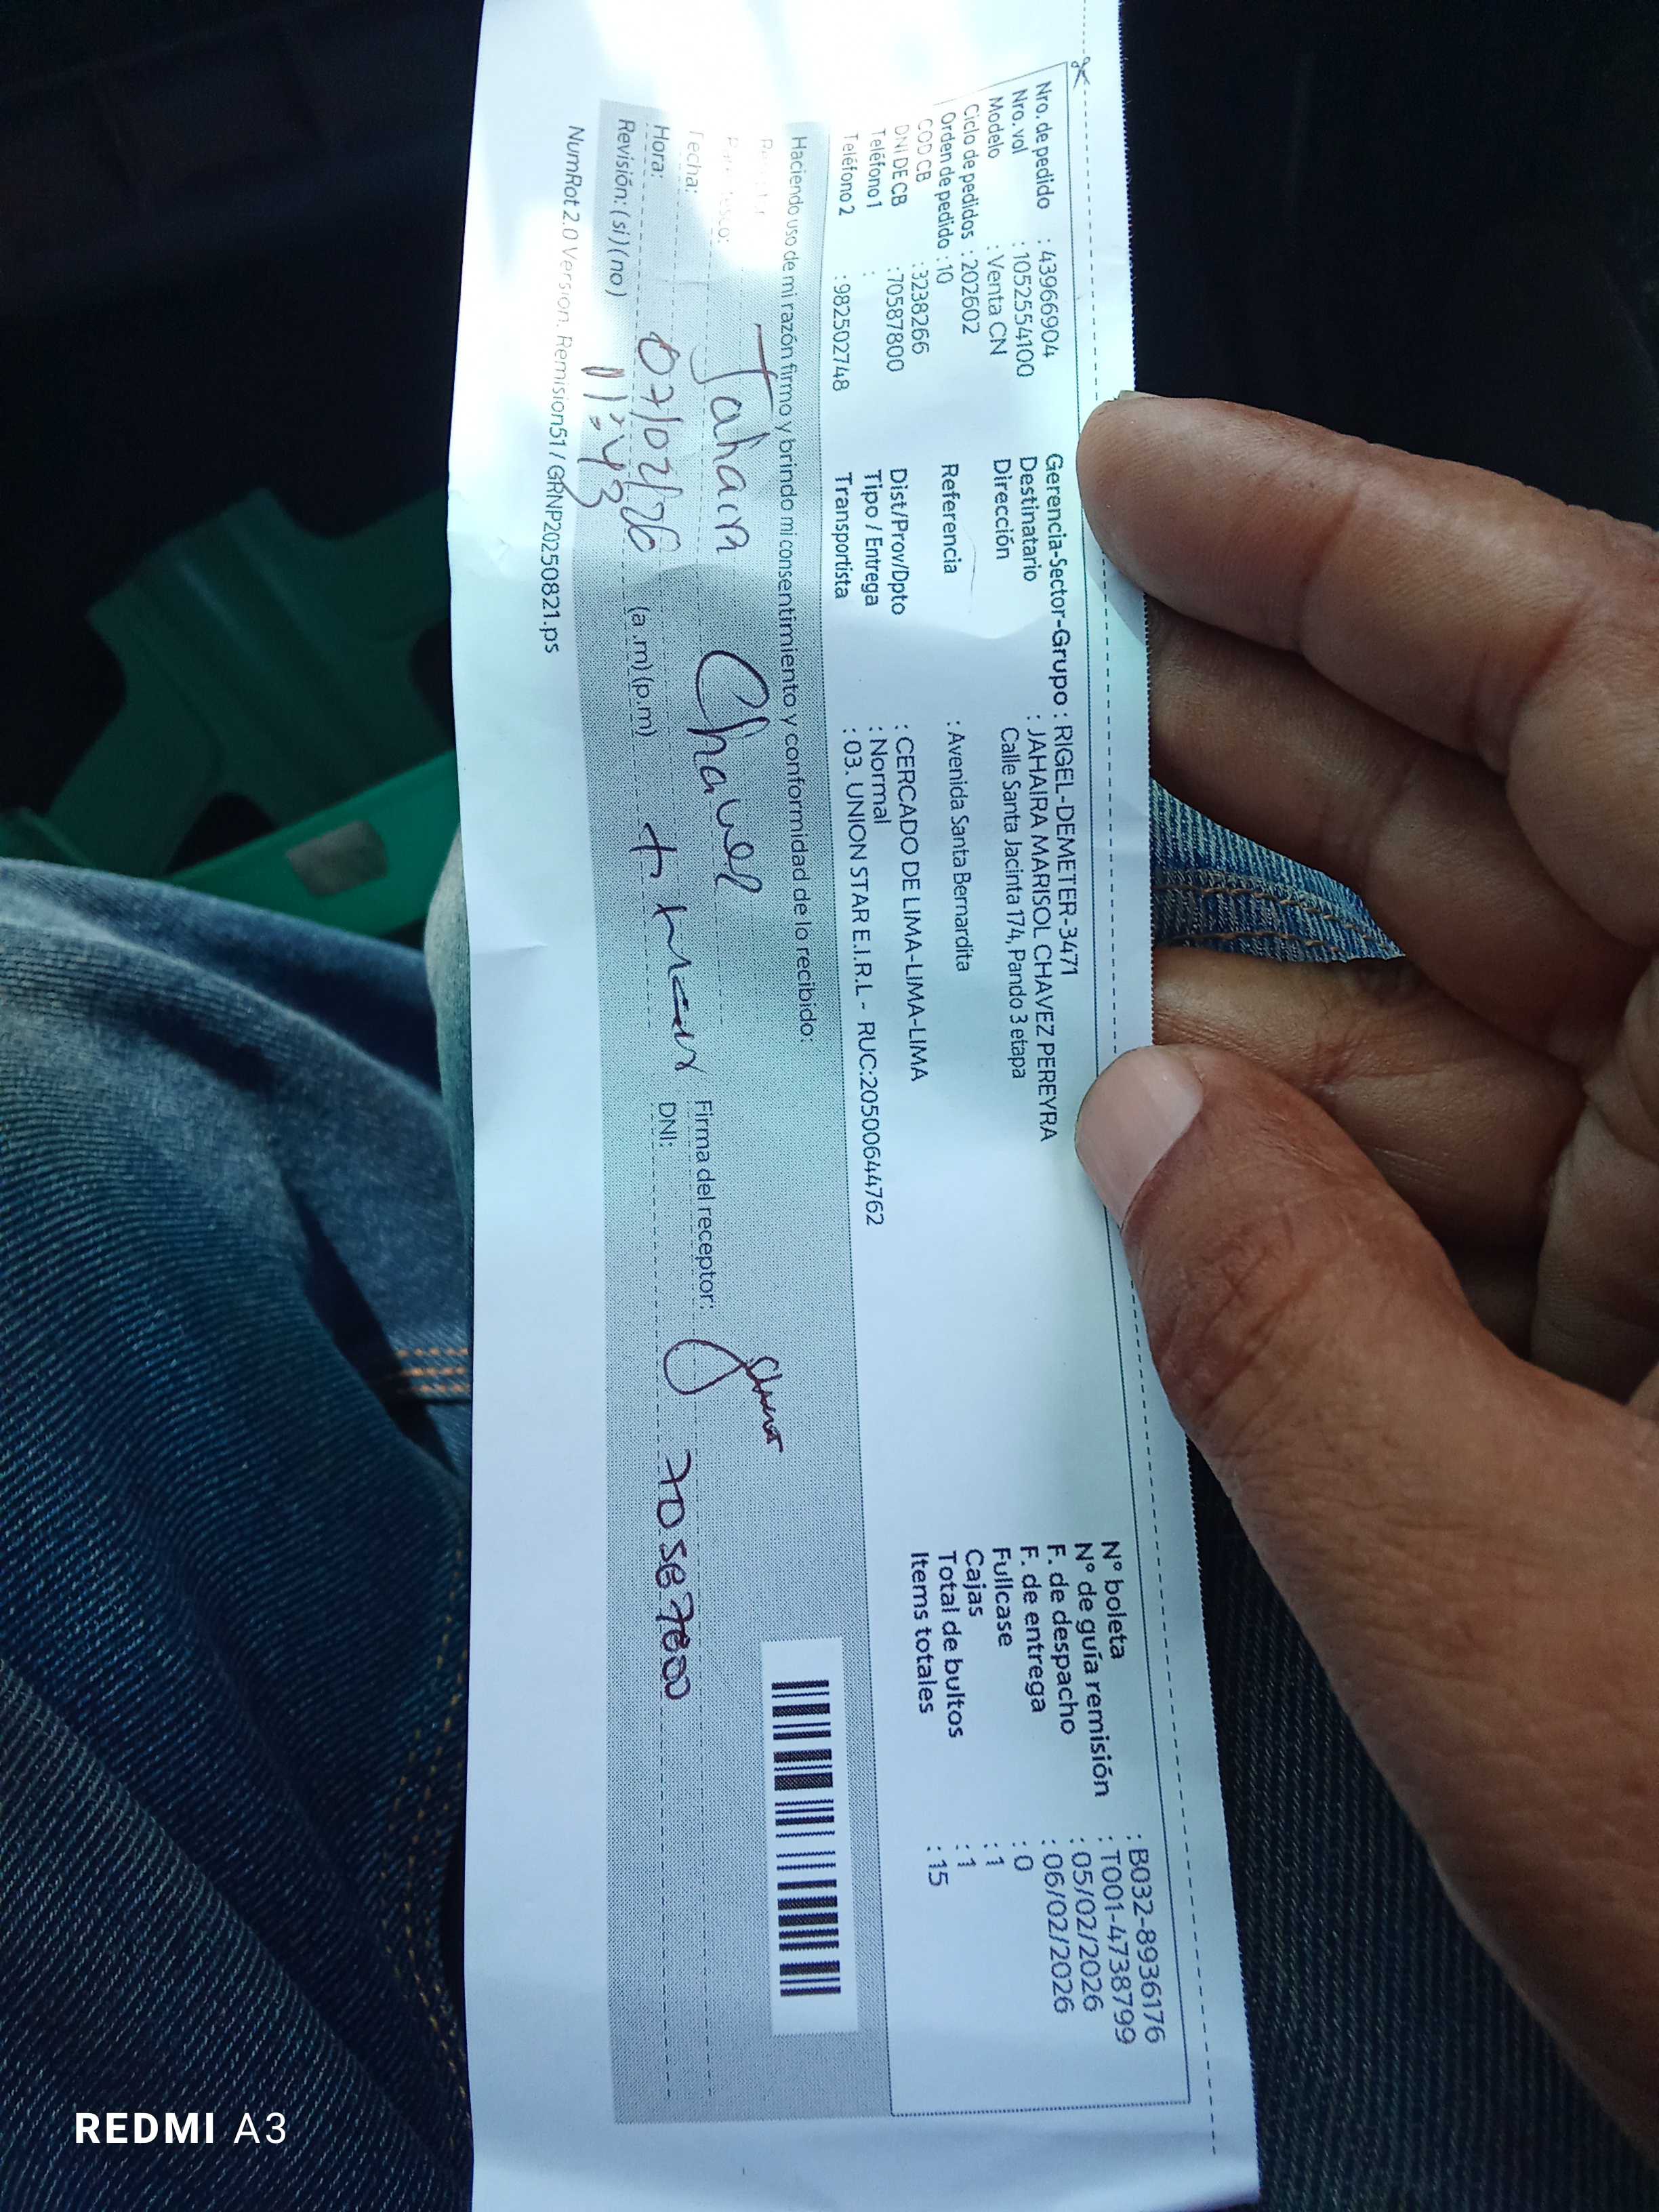 Nro. de pedido : 43966904
Nro. vol : 1052554100
Modelo : Venta CN
Ciclo de pedidos : 202602
Orden de pedido : 10
COD CB : 3238266
DNI DE CB : 70587800
Teléfono 1 :
Teléfono 2 : 982502748
Gerencia-Sector-Grupo : RIGEL-DEMETER-3471
Destinatario : JAHAIRA MARISOL CHAVEZ PEREYRA
Dirección Calle Santa Jacinta 174, Pando 3 etapa
Referencia : Avenida Santa Bernardita
Dist/Prov/Dpto : CERCADO DE LIMA-LIMA-LIMA
Tipo / Entrega : Normal
Transportista : 03. UNION STAR E.I.R.L - RUC:20500644762
N° boleta : B032-8936176
N° de guía remisión : T001-4738799
F. de despacho : 05/02/2026
F. de entrega : 06/02/2026
Fullcase : 0
Cajas : 1
Total de bultos : 1
Items totales : 15
Haciendo uso de mi razón firmo y brindo mi consentimiento y conformidad de lo recibido:
Fecha: 07/02/26
Hora: 11:43 (a.m)(p.m)
Revisión: (si) (no)
Firma del receptor:
DNI: 70587800
NumRot 2.0 Version. Remision51 / GRNP20250821.ps
REDMI A3